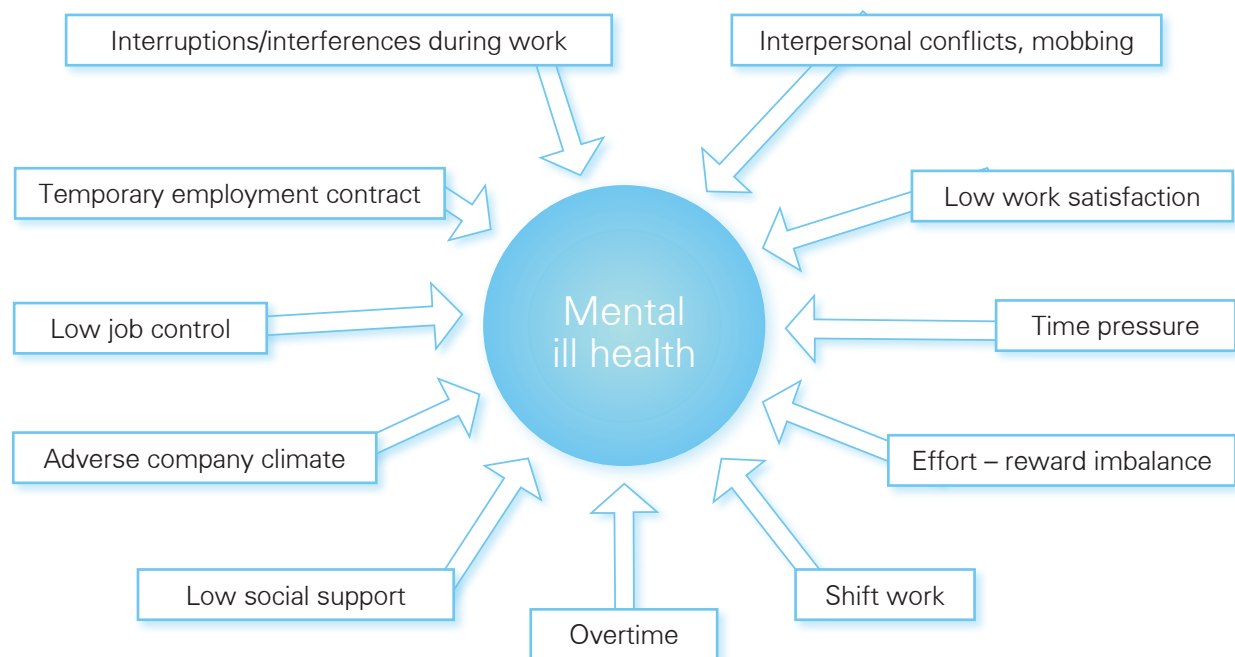 Interruptions/interferences during work
Interpersonal conflicts, mobbing
Temporary employment contract
Low work satisfaction
Mental
ill health
Low job control
Time pressure
Adverse company climate
Effort – reward imbalance
Low social support
Shift work
Overtime